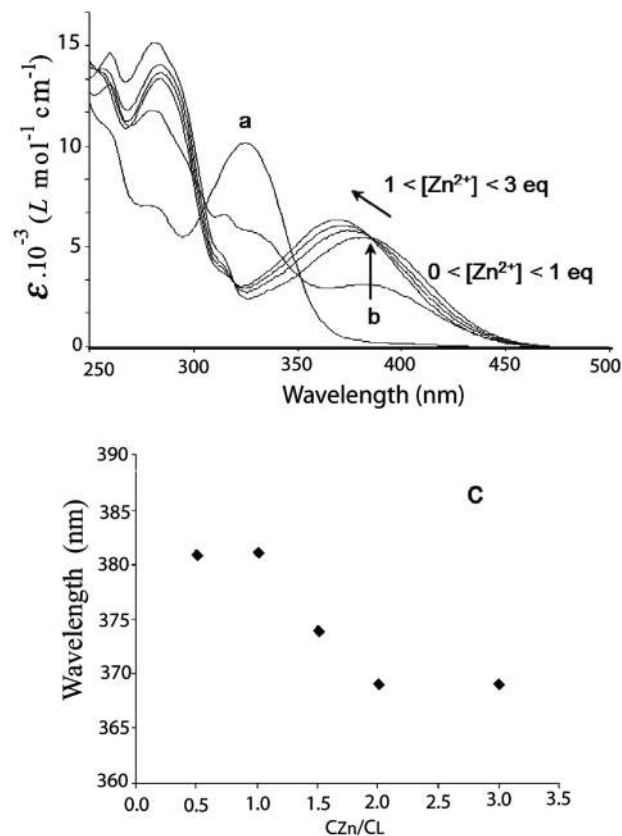 15
10
5
0
ε.10⁻³ (L mol⁻¹ cm⁻¹)
a
1 < [Zn²⁺] < 3 eq
0 < [Zn²⁺] < 1 eq
b
250 300 350 400 450 500
Wavelength (nm)
390
385
380
375
370
365
360
Wavelength (nm)
C
0.0 0.5 1.0 1.5 2.0 2.5 3.0 3.5
CZn/CL